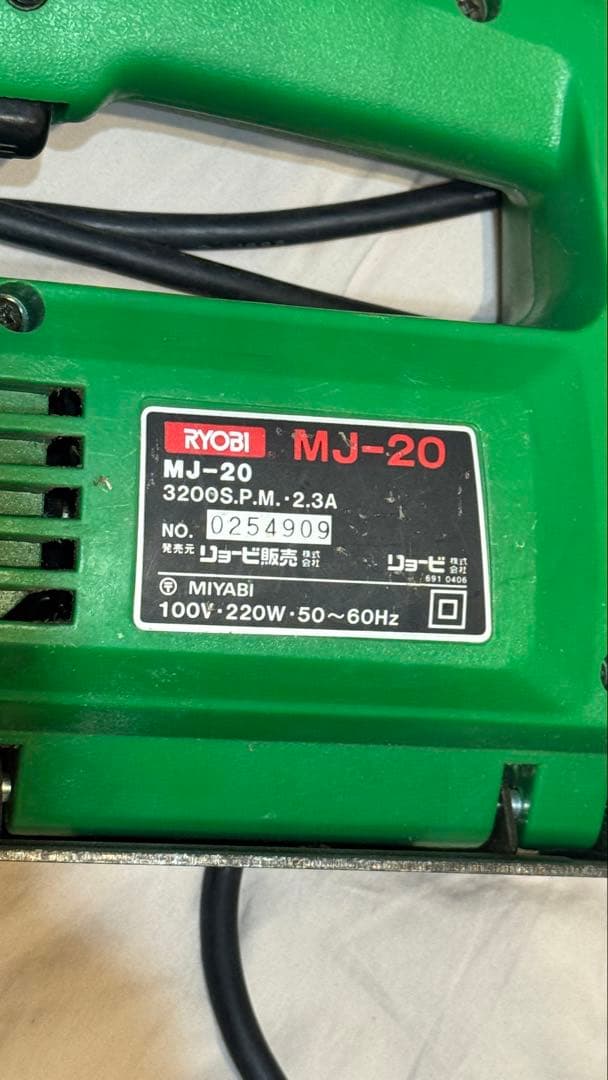 RYOBI MJ-20
MJ-20
3200S.P.M.・2.3A
NO. 0254909
発売元 リョービ販売 株式会社 リョービ 株式会社
691 0406
〶 MIYABI
100V・220W・50～60Hz